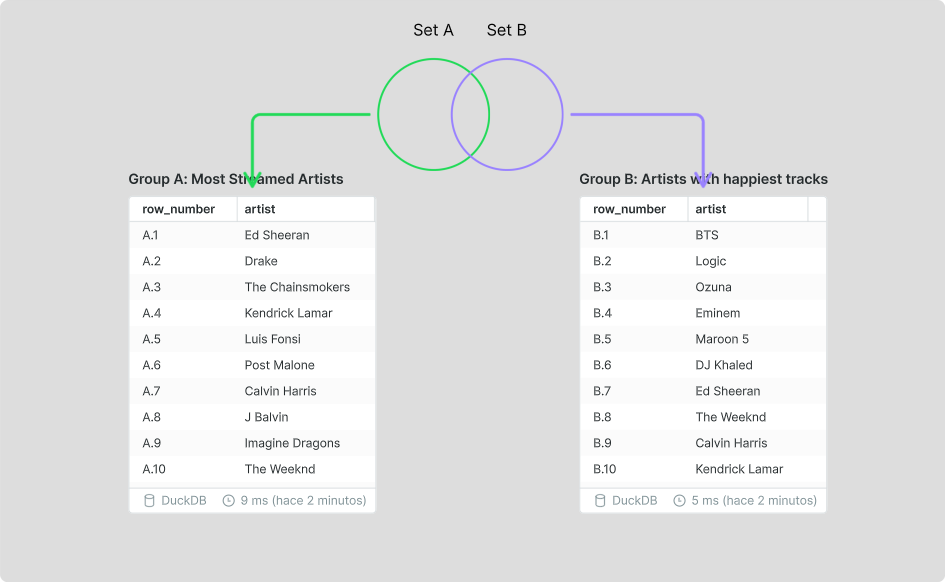 Set A Set B
Group A: Most Streamed Artists
row_number artist
A.1 Ed Sheeran
A.2 Drake
A.3 The Chainsmokers
A.4 Kendrick Lamar
A.5 Luis Fonsi
A.6 Post Malone
A.7 Calvin Harris
A.8 J Balvin
A.9 Imagine Dragons
A.10 The Weeknd
DuckDB 9 ms (hace 2 minutos)
Group B: Artists with happiest tracks
row_number artist
B.1 BTS
B.2 Logic
B.3 Ozuna
B.4 Eminem
B.5 Maroon 5
B.6 DJ Khaled
B.7 Ed Sheeran
B.8 The Weeknd
B.9 Calvin Harris
B.10 Kendrick Lamar
DuckDB 5 ms (hace 2 minutos)